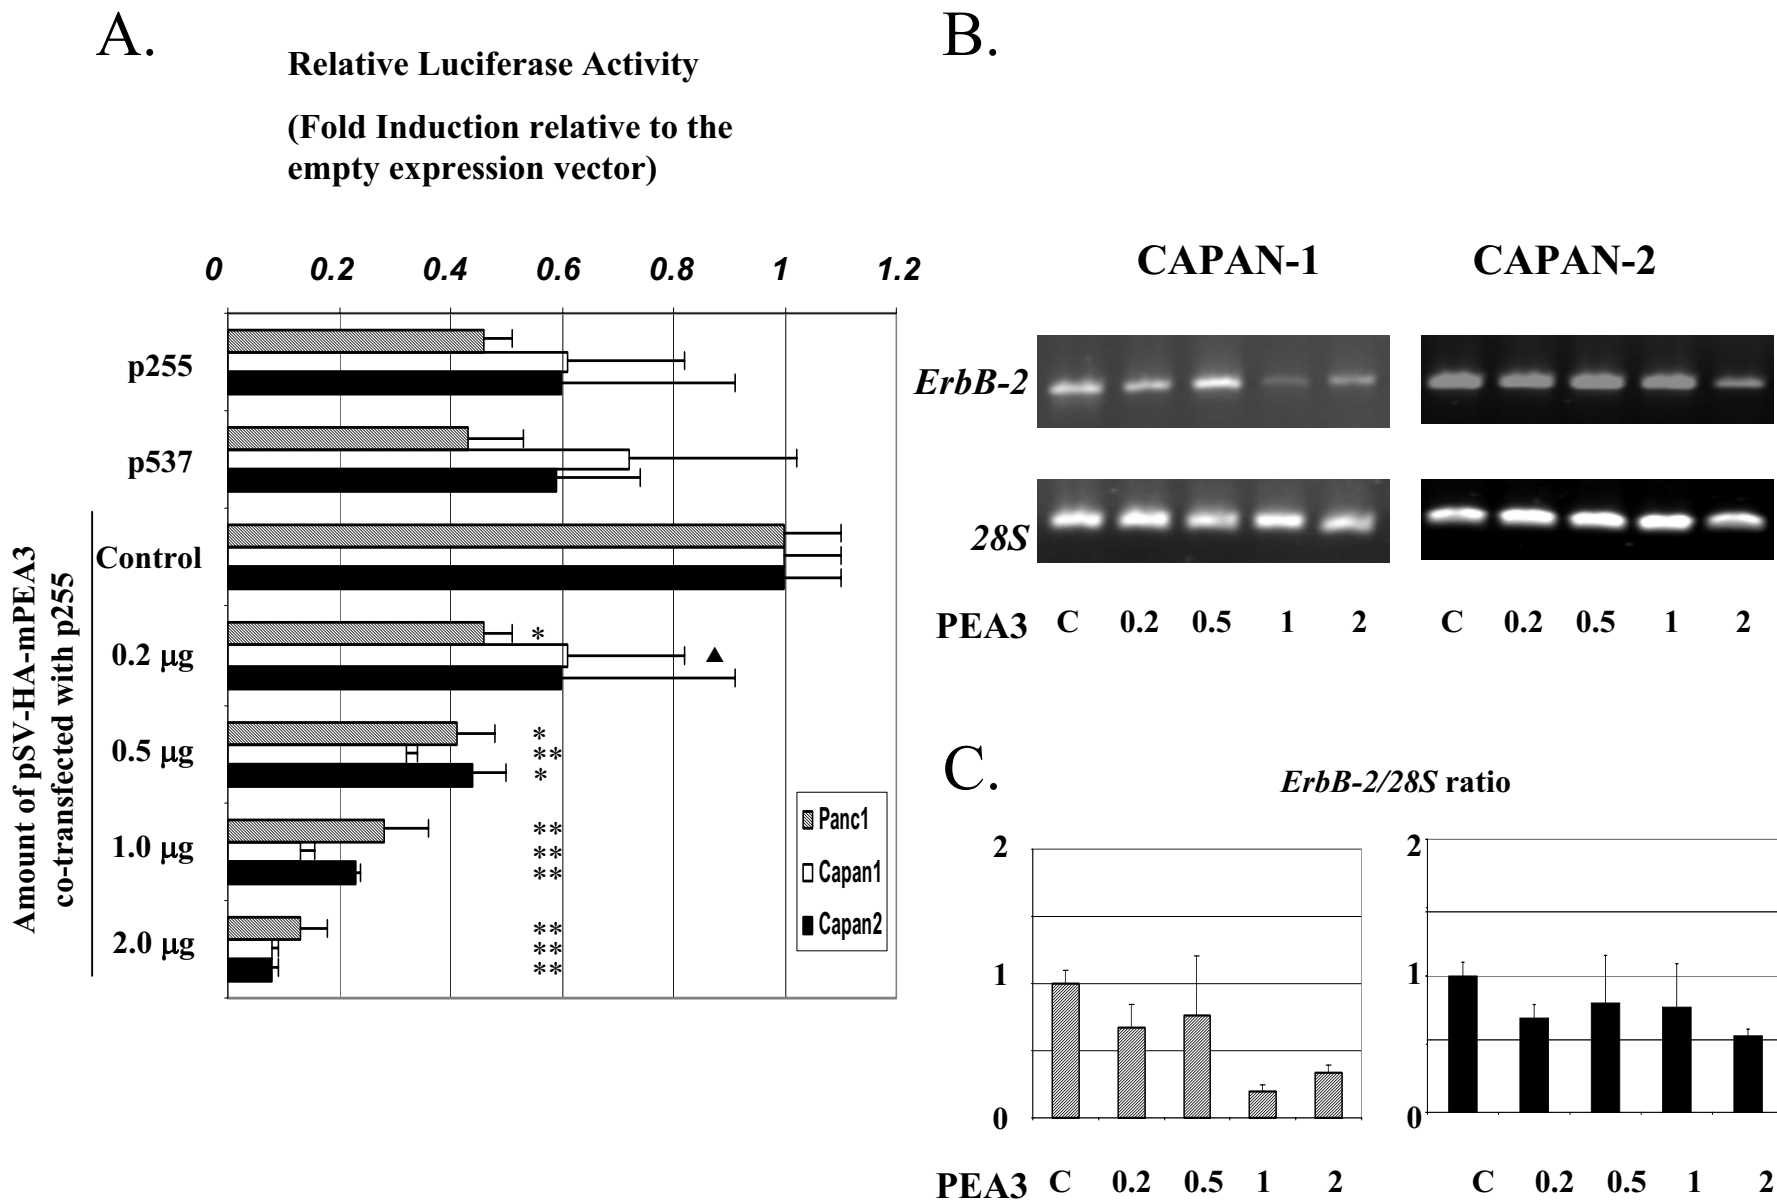 A.
Relative Luciferase Activity
(Fold Induction relative to the
empty expression vector)
0 0.2 0.4 0.6 0.8 1 1.2
p255
p537
Control
0.2 µg
0.5 µg
1.0 µg
2.0 µg
Amount of pSV-HA-mPEA3
co-transfected with p255
*
▲
*
**
*
**
**
**
**
**
**
Panc1
Capan1
Capan2
B.
CAPAN-1 CAPAN-2
ErbB-2
28S
PEA3 C 0.2 0.5 1 2 C 0.2 0.5 1 2
C.
ErbB-2/28S ratio
2
1
0
2
1
0
PEA3 C 0.2 0.5 1 2 C 0.2 0.5 1 2